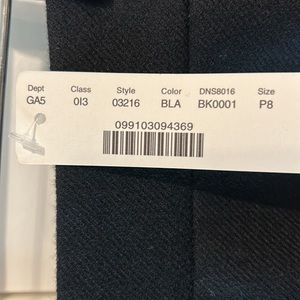 Dept Class Style Color DNS8016 Size
GA5 0I3 03216 BLA BK0001 P8
099103094369